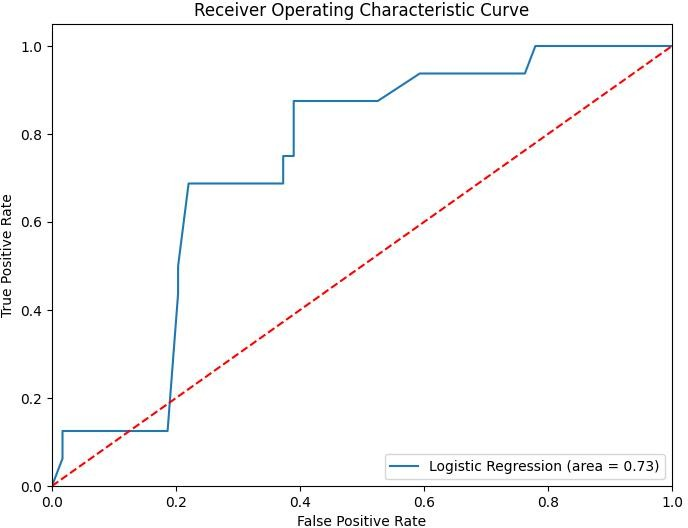 Receiver Operating Characteristic Curve
True Positive Rate
1.0
0.8
0.6
0.4
0.2
0.0
0.0 0.2 0.4 0.6 0.8 1.0
False Positive Rate
Logistic Regression (area = 0.73)